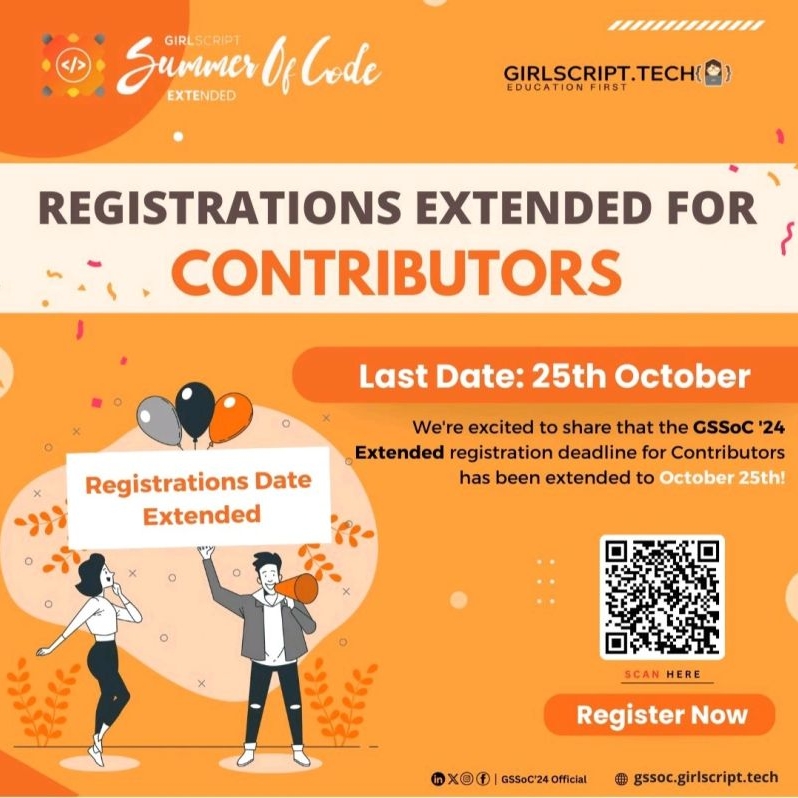 GIRLSCRIPT
</>
Summer Of Code
EXTENDED
GIRLSCRIPT.TECH{}
EDUCATION FIRST
REGISTRATIONS EXTENDED FOR
CONTRIBUTORS
Last Date: 25th October
We're excited to share that the GSSoC '24
Extended registration deadline for Contributors
has been extended to October 25th!
Registrations Date
Extended
SCAN HERE
Register Now
| GSSoC'24 Official
gssoc.girlscript.tech